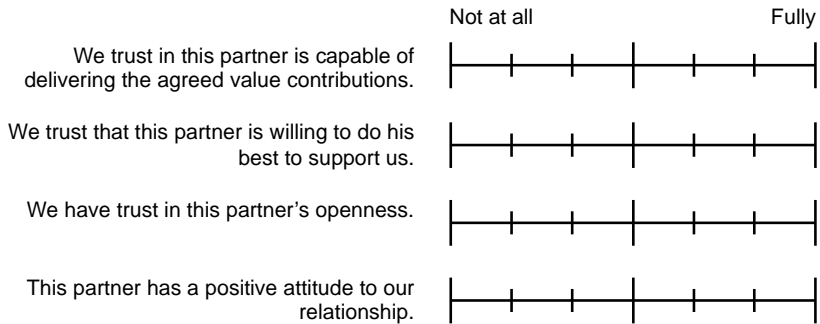 Not at all Fully
We trust in this partner is capable of
delivering the agreed value contributions.
We trust that this partner is willing to do his
best to support us.
We have trust in this partner’s openness.
This partner has a positive attitude to our
relationship.